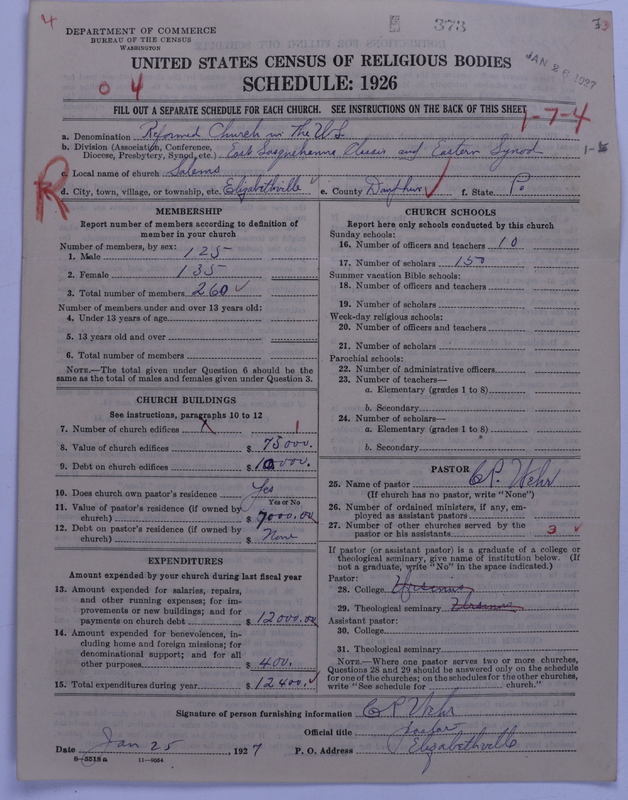 4
373
33
DEPARTMENT OF COMMERCE
BUREAU OF THE CENSUS
WASHINGTON
JAN 26 1927
UNITED STATES CENSUS OF RELIGIOUS BODIES
SCHEDULE: 1926
0 4
FILL OUT A SEPARATE SCHEDULE FOR EACH CHURCH. SEE INSTRUCTIONS ON THE BACK OF THIS SHEET
1-7-4
a. Denomination Reformed Church in The U.S.
b. Division (Association, Conference, Diocese, Presbytery, Synod, etc.) East Susquehanna Classis and Eastern Synod
c. Local name of church Salems
d. City, town, village, or township, etc. Elizabethville e. County Dauphin f. State Pa
R
MEMBERSHIP
Report number of members according to definition of
member in your church
Number of members, by sex:
1. Male 125
2. Female 135
3. Total number of members 260
Number of members under and over 13 years old:
4. Under 13 years of age
5. 13 years old and over
6. Total number of members
NOTE.—The total given under Question 6 should be
same as the total of males and females given under Question 3.
CHURCH BUILDINGS
See instructions, paragraphs 10 to 12
7. Number of church edifices 1
8. Value of church edifices $ 75000.
9. Debt on church edifices $ 10000.
10. Does church own pastor's residence Yes
Yes or No
11. Value of pastor's residence (if owned by
church) $ 7000.00
12. Debt on pastor's residence (if owned by
church) $ None
EXPENDITURES
Amount expended by your church during last fiscal year
13. Amount expended for salaries, repairs,
and other running expenses; for im-
provements or new buildings; and for
payments on church debt $ 12000.00
14. Amount expended for benevolences, in-
cluding home and foreign missions; for
denominational support; and for all
other purposes $ 400.
15. Total expenditures during year $ 12400.
CHURCH SCHOOLS
Report here only schools conducted by this church
Sunday schools:
16. Number of officers and teachers 10
17. Number of scholars 150
Summer vacation Bible schools:
18. Number of officers and teachers
19. Number of scholars
Week-day religious schools:
20. Number of officers and teachers
21. Number of scholars
Parochial schools:
22. Number of administrative officers
23. Number of teachers—
a. Elementary (grades 1 to 8)
b. Secondary
24. Number of scholars—
a. Elementary (grades 1 to 8)
b. Secondary
PASTOR
25. Name of pastor CP Wehr
(If church has no pastor, write "None")
26. Number of ordained ministers, if any, em-
ployed as assistant pastors
27. Number of other churches served by the
pastor or his assistants 3
If pastor (or assistant pastor) is a graduate of a college or
theological seminary, give name of institution below. (If
not a graduate, write "No" in the space indicated.)
Pastor:
28. College Ursinus
29. Theological seminary Ursinus
Assistant pastor:
30. College
31. Theological seminary
NOTE.—Where one pastor serves two or more churches,
Questions 28 and 29 should be answered only on the schedule
for one of the churches; on the schedules for the other churches,
write "See schedule for church."
Signature of person furnishing information CP Wehr
Official title Pastor
Date Jan 25, 1927 P. O. Address Elizabethville
8-5518a 11-9054